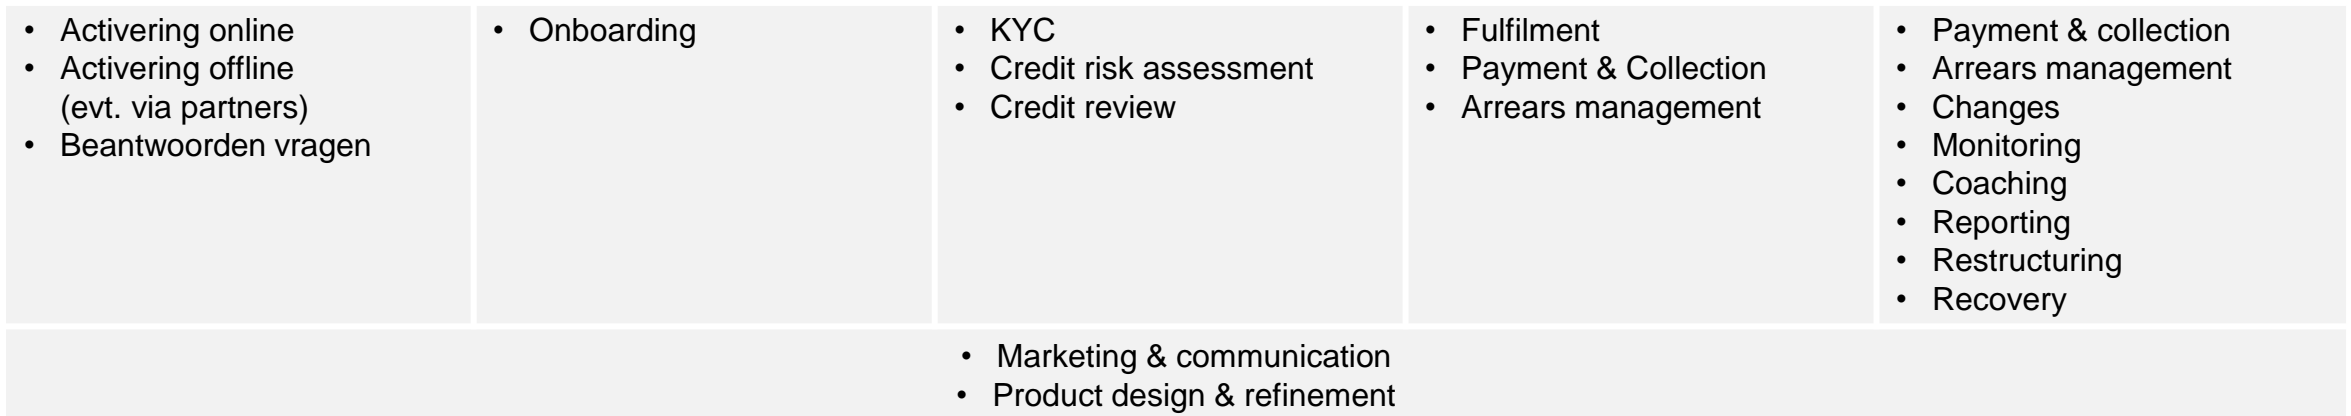 • Activering online
• Activering offline
(evt. via partners)
• Beantwoorden vragen
• Onboarding
• KYC
• Credit risk assessment
• Credit review
• Fulfilment
• Payment & Collection
• Arrears management
• Payment & collection
• Arrears management
• Changes
• Monitoring
• Coaching
• Reporting
• Restructuring
• Recovery
• Marketing & communication
• Product design & refinement